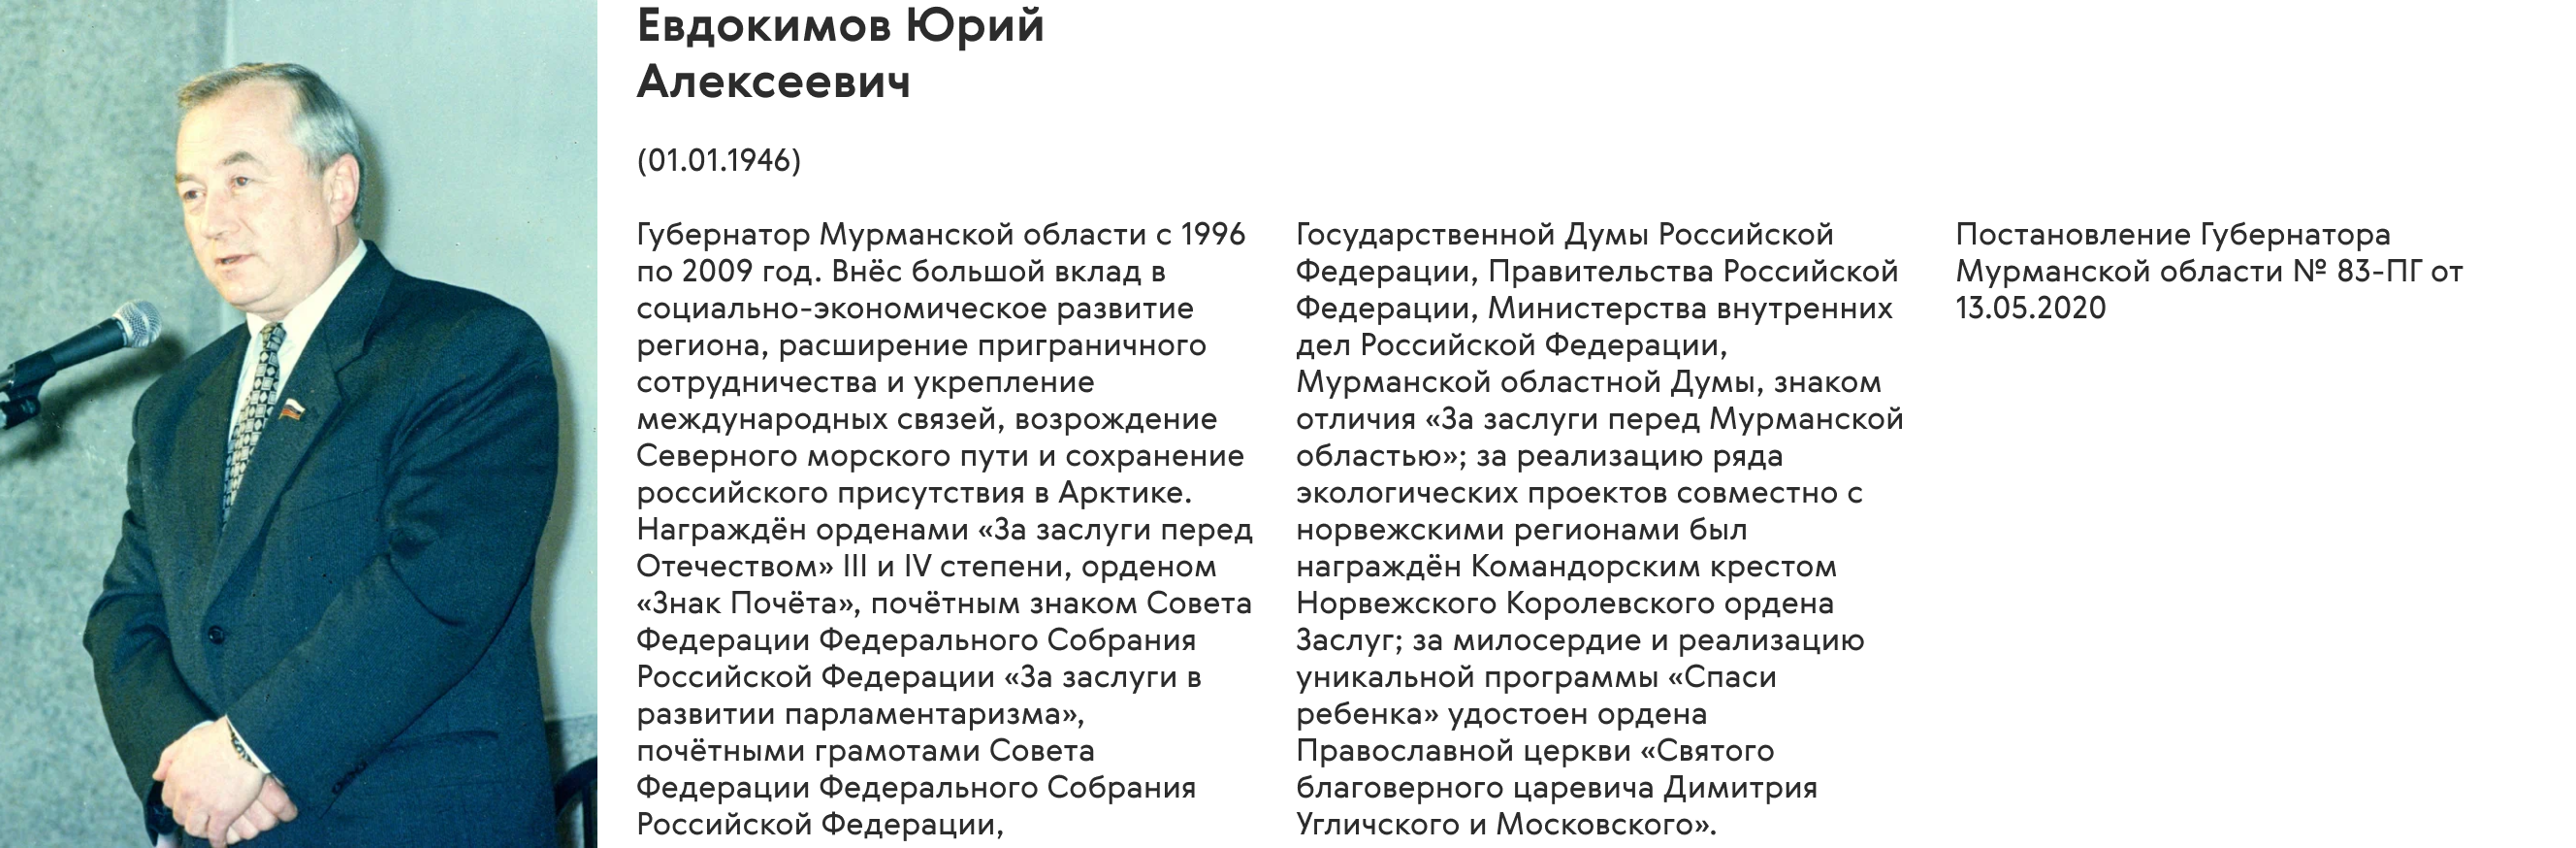 Евдокимов Юрий
Алексеевич
(01.01.1946)
Губернатор Мурманской области с 1996
по 2009 год. Внёс большой вклад в
социально-экономическое развитие
региона, расширение приграничного
сотрудничества и укрепление
международных связей, возрождение
Северного морского пути и сохранение
российского присутствия в Арктике.
Награждён орденами «За заслуги перед
Отечеством» III и IV степени, орденом
«Знак Почёта», почётным знаком Совета
Федерации Федерального Собрания
Российской Федерации «За заслуги в
развитии парламентаризма»,
почётными грамотами Совета
Федерации Федерального Собрания
Российской Федерации,
Государственной Думы Российской
Федерации, Правительства Российской
Федерации, Министерства внутренних
дел Российской Федерации,
Мурманской областной Думы, знаком
отличия «За заслуги перед Мурманской
областью»; за реализацию ряда
экологических проектов совместно с
норвежскими регионами был
награждён Командорским крестом
Норвежского Королевского ордена
Заслуг; за милосердие и реализацию
уникальной программы «Спаси
ребенка» удостоен ордена
Православной церкви «Святого
благоверного царевича Димитрия
Угличского и Московского».
Постановление Губернатора
Мурманской области № 83-ПГ от
13.05.2020